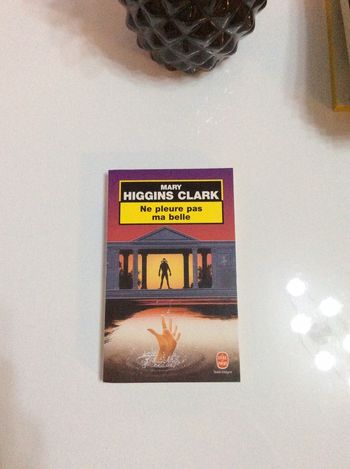 MARY
HIGGINS CLARK
Ne pleure pas
ma belle